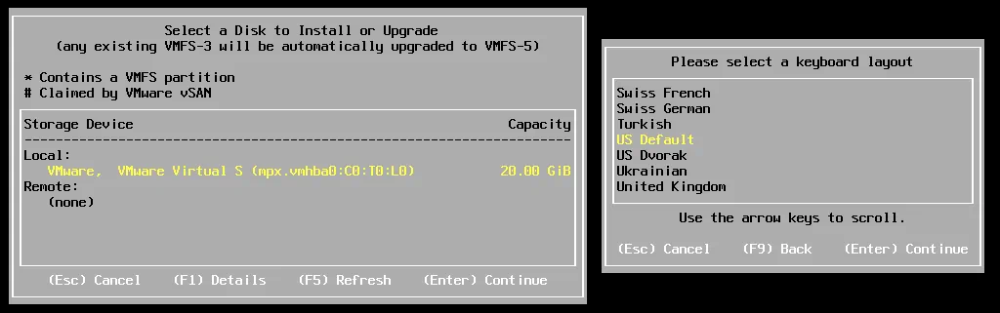 Select a Disk to Install or Upgrade
(any existing VMFS-3 will be automatically upgraded to VMFS-5)
* Contains a VMFS partition
# Claimed by VMware vSAN
Storage Device Capacity
--------------------------------------------------------------------------------
Local:
VMware,  VMware Virtual S (mpx.vmhba0:C0:T0:L0) 20.00 GiB
Remote:
(none)
(Esc) Cancel (F1) Details (F5) Refresh (Enter) Continue
Please select a keyboard layout
Swiss French
Swiss German
Turkish
US Default
US Dvorak
Ukrainian
United Kingdom
Use the arrow keys to scroll.
(Esc) Cancel (F9) Back (Enter) Continue